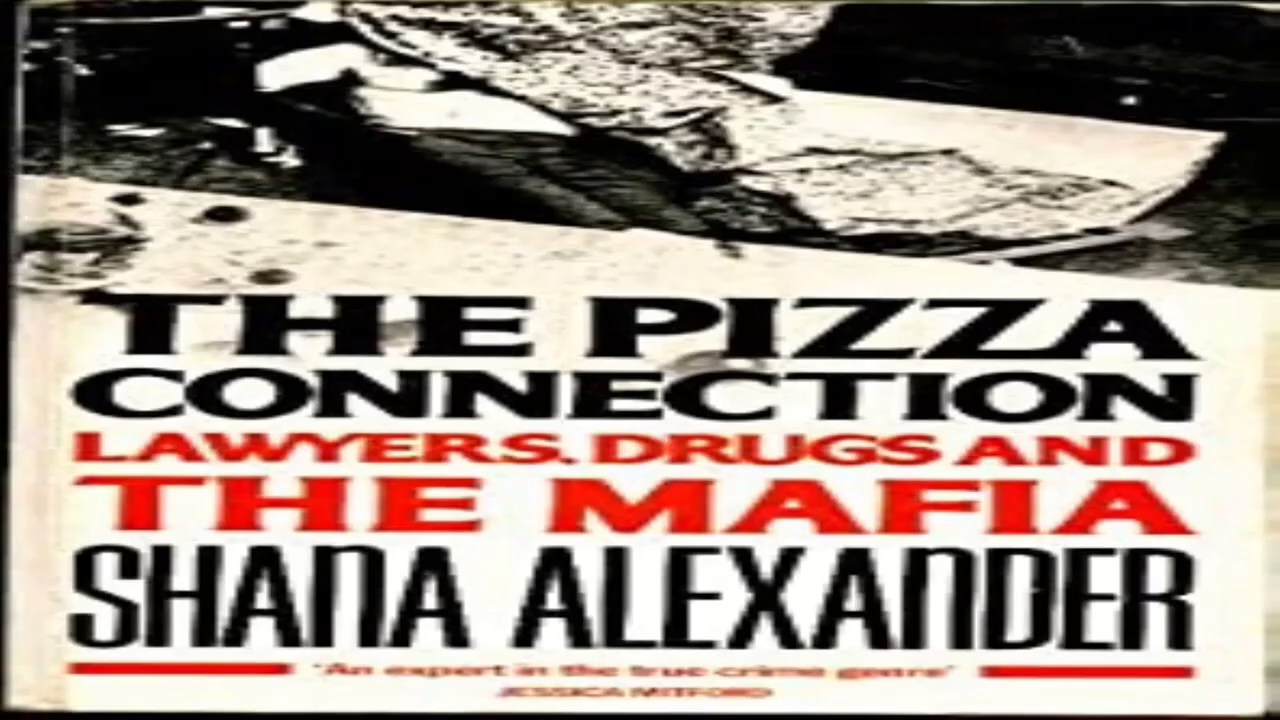 THE PIZZA
CONNECTION
LAWYERS, DRUGS AND
THE MAFIA
SHANA ALEXANDER
'An expert in the true crime genre'
JESSICA MITFORD